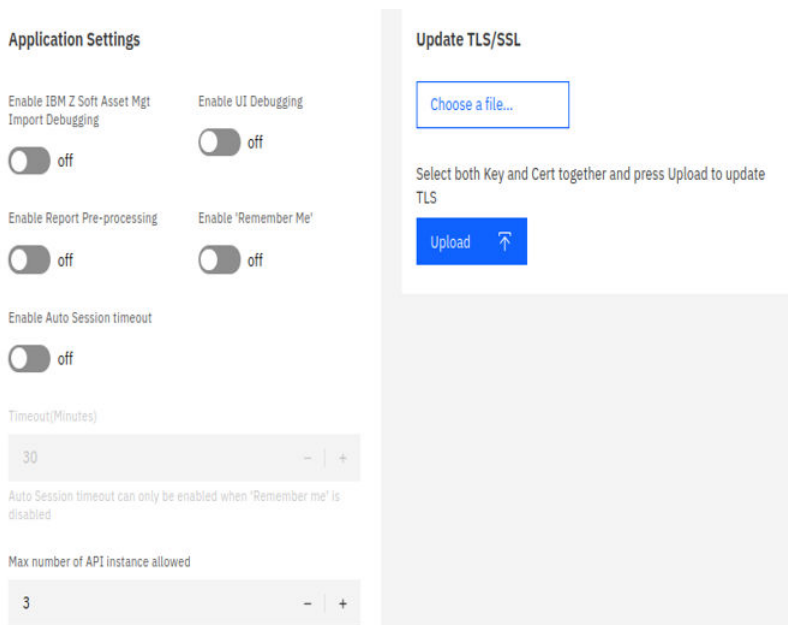 Application Settings
Enable IBM Z Soft Asset Mgt
Import Debugging
off
Enable UI Debugging
off
Enable Report Pre-processing
off
Enable 'Remember Me'
off
Enable Auto Session timeout
off
Timeout(Minutes)
30 − | +
Auto Session timeout can only be enabled when 'Remember me' is
disabled
Max number of API instance allowed
3 − | +
Update TLS/SSL
Choose a file...
Select both Key and Cert together and press Upload to update
TLS
Upload